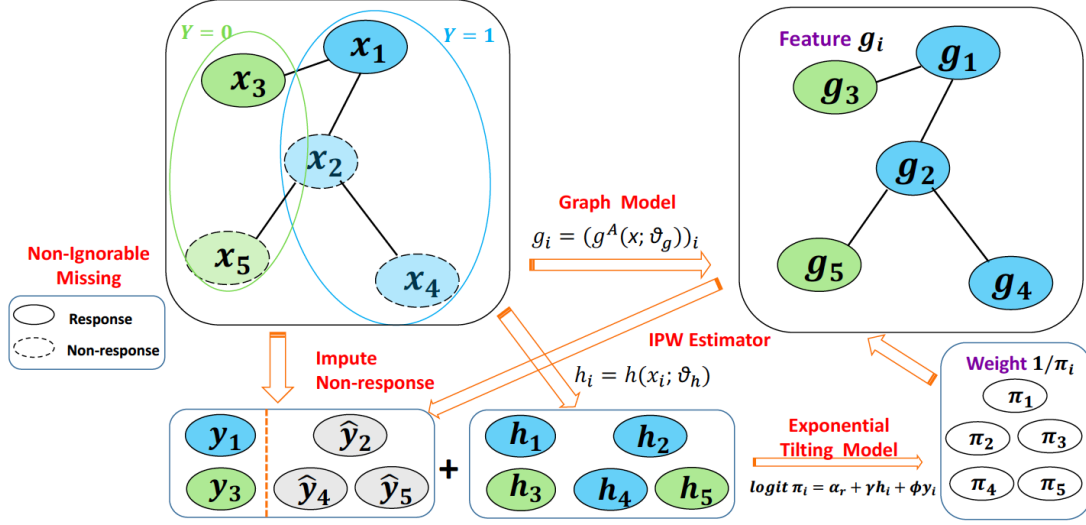 Y = 0
Y = 1
x₁
x₃
x₂
x₅
x₄
Feature gᵢ
g₁
g₃
g₂
g₅
g₄
Graph Model
gᵢ = (gᴬ(x; ϑ_g))ᵢ
Non-Ignorable
Missing
Response
Non-response
Impute
Non-response
IPW Estimator
hᵢ = h(xᵢ; ϑₕ)
Weight 1/πᵢ
π₁
π₂ π₃
π₄ π₅
y₁ ŷ₂
y₃ ŷ₄ ŷ₅
+
h₁ h₂
h₃ h₄ h₅
Exponential
Tilting Model
logit πᵢ = αᵣ + γhᵢ + ϕyᵢ